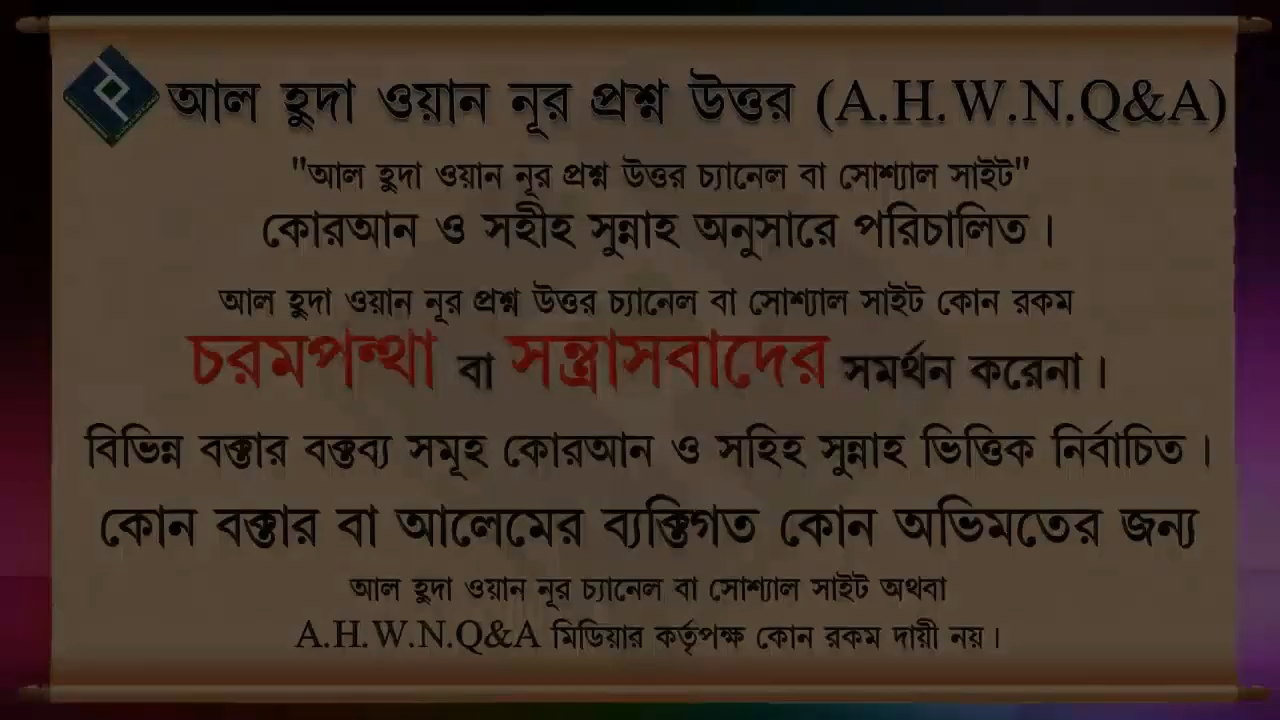 আল হুদা ওয়ান নূর প্রশ্ন উত্তর (A.H.W.N.Q&A)
"আল হুদা ওয়ান নূর প্রশ্ন উত্তর চ্যানেল বা সোশ্যাল সাইট"
কোরআন ও সহীহ সুন্নাহ অনুসারে পরিচালিত।
আল হুদা ওয়ান নূর প্রশ্ন উত্তর চ্যানেল বা সোশ্যাল সাইট কোন রকম
চরমপন্থা বা সন্ত্রাসবাদের সমর্থন করেনা।
বিভিন্ন বক্তার বক্তব্য সমূহ কোরআন ও সহিহ সুন্নাহ ভিত্তিক নির্বাচিত।
কোন বক্তার বা আলেমের ব্যক্তিগত কোন অভিমতের জন্য
আল হুদা ওয়ান নূর চ্যানেল বা সোশ্যাল সাইট অথবা
A.H.W.N.Q&A মিডিয়ার কর্তৃপক্ষ কোন রকম দায়ী নয়।